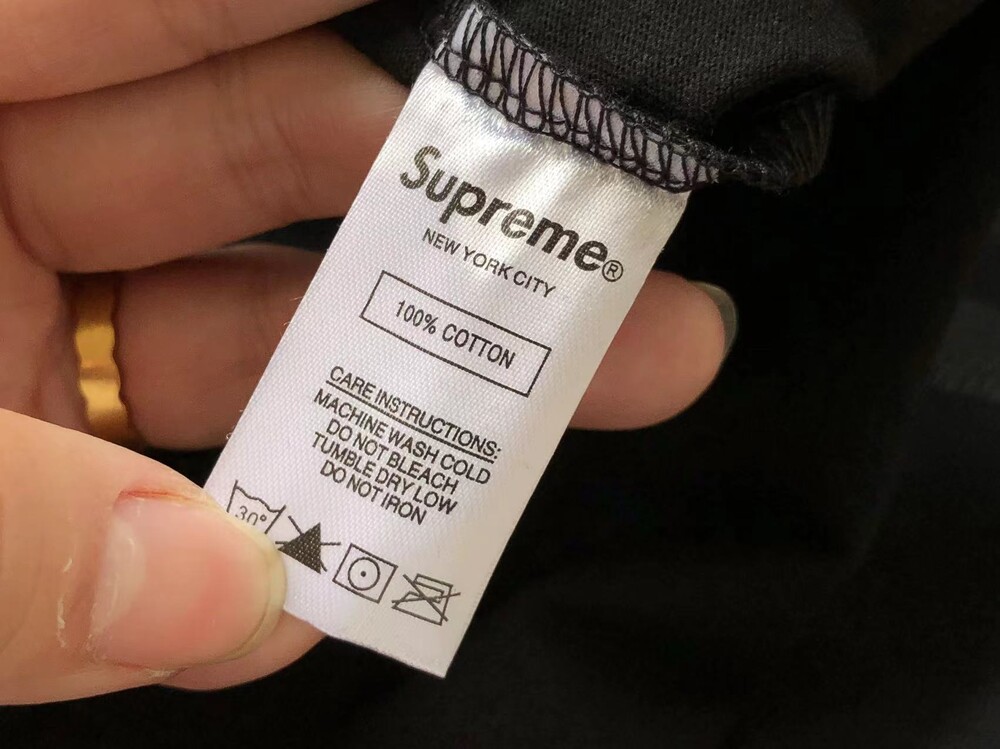 Supreme®
NEW YORK CITY
100% COTTON
CARE INSTRUCTIONS:
MACHINE WASH COLD
DO NOT BLEACH
TUMBLE DRY LOW
DO NOT IRON
30°